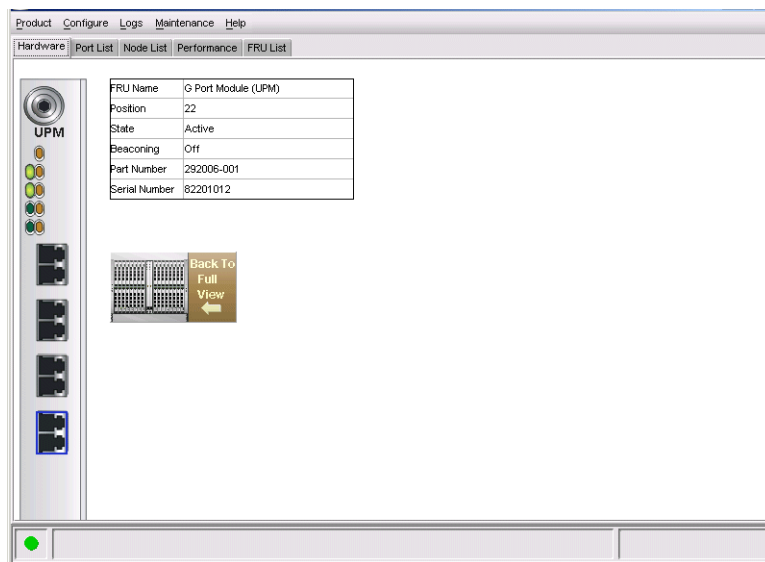 Product Configure Logs Maintenance Help
Hardware Port List Node List Performance FRU List
UPM
FRU Name G Port Module (UPM)
Position 22
State Active
Beaconing Off
Part Number 292006-001
Serial Number 82201012
Back To
Full
View